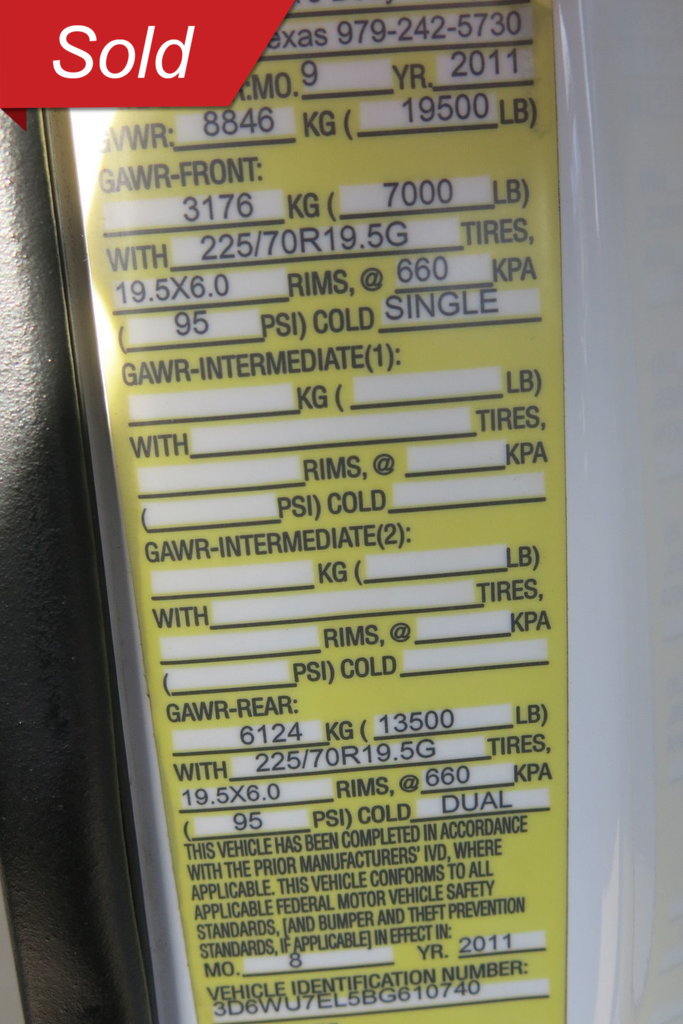 Sold
exas 979-242-5730
MO. 9 YR. 2011
GVWR: 8846 KG ( 19500 LB)
GAWR-FRONT:
3176 KG ( 7000 LB)
WITH 225/70R19.5G TIRES,
19.5X6.0 RIMS, @ 660 KPA
( 95 PSI) COLD SINGLE
GAWR-INTERMEDIATE(1):
KG ( LB)
WITH TIRES,
RIMS, @ KPA
( PSI) COLD
GAWR-INTERMEDIATE(2):
KG ( LB)
WITH TIRES,
RIMS, @ KPA
( PSI) COLD
GAWR-REAR:
6124 KG ( 13500 LB)
WITH 225/70R19.5G TIRES,
19.5X6.0 RIMS, @ 660 KPA
( 95 PSI) COLD DUAL
THIS VEHICLE HAS BEEN COMPLETED IN ACCORDANCE
WITH THE PRIOR MANUFACTURERS' IVD, WHERE
APPLICABLE. THIS VEHICLE CONFORMS TO ALL
APPLICABLE FEDERAL MOTOR VEHICLE SAFETY
STANDARDS, [AND BUMPER AND THEFT PREVENTION
STANDARDS, IF APPLICABLE] IN EFFECT IN:
MO. 8 YR. 2011
VEHICLE IDENTIFICATION NUMBER:
3D6WU7EL5BG610740